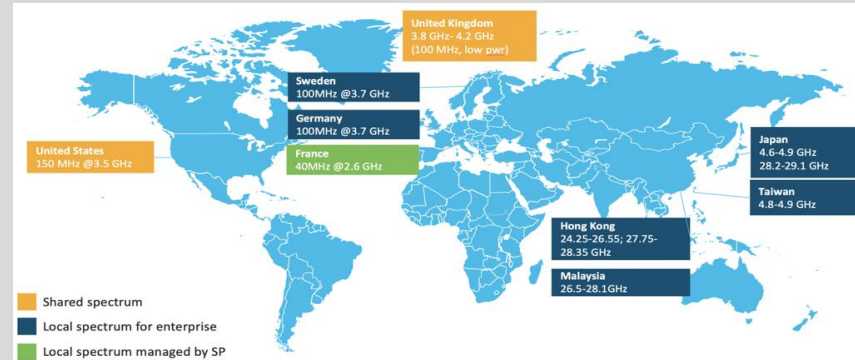 United Kingdom
3.8 GHz- 4.2 GHz
(100 MHz, low pwr)
Sweden
100MHz @3.7 GHz
Germany
100MHz @3.7 GHz
United States
150 MHz @3.5 GHz
France
40MHz @2.6 GHz
Japan
4.6-4.9 GHz
28.2-29.1 GHz
Taiwan
4.8-4.9 GHz
Hong Kong
24.25-26.55; 27.75-
28.35 GHz
Malaysia
26.5-28.1GHz
Shared spectrum
Local spectrum for enterprise
Local spectrum managed by SP